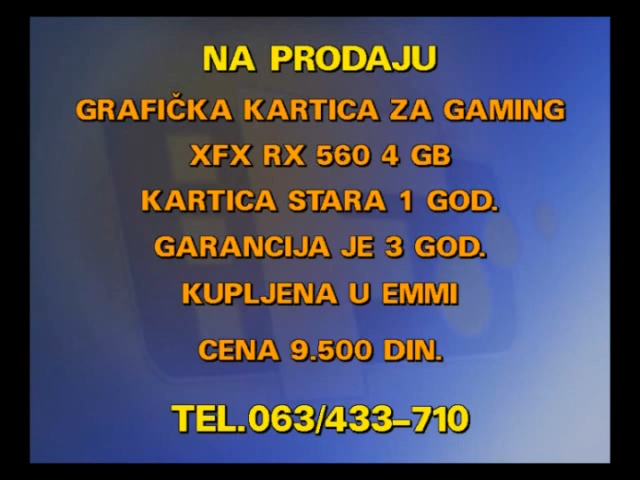 NA PRODAJU
GRAFIČKA KARTICA ZA GAMING
XFX RX 560 4 GB
KARTICA STARA 1 GOD.
GARANCIJA JE 3 GOD.
KUPLJENA U EMMI
CENA 9.500 DIN.
TEL.063/433-710